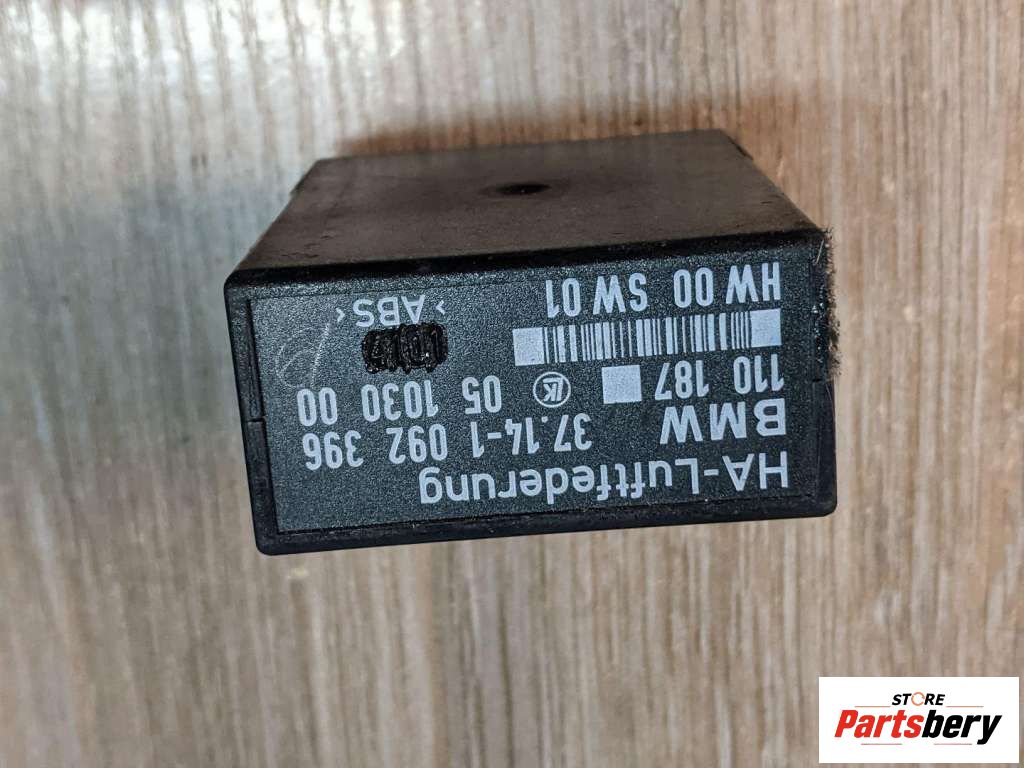 HA-Luftfederung
BMW 37.14-1 092 396
110 187 LK 05 1030 00
HW 00 SW 01 >ABS<
STORE
Partsbery